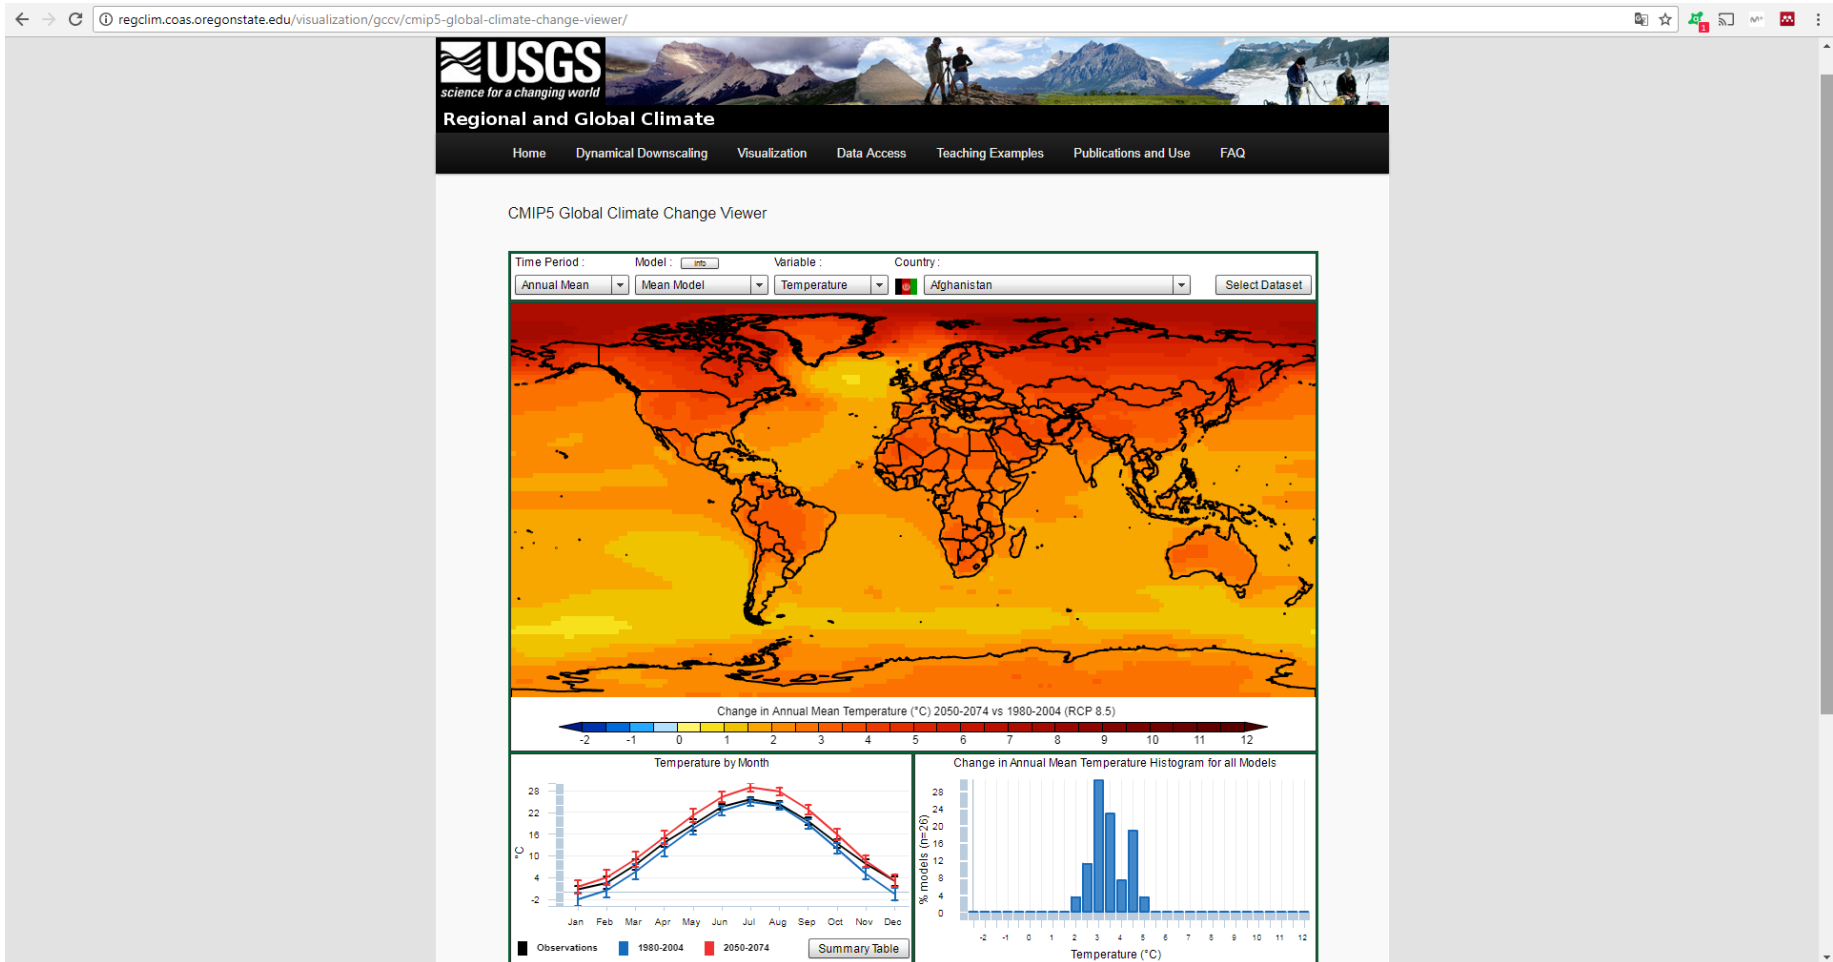 regclim.coas.oregonstate.edu/visualization/gccv/cmip5-global-climate-change-viewer/
1
USGS
science for a changing world
Regional and Global Climate
Home Dynamical Downscaling Visualization Data Access Teaching Examples Publications and Use FAQ
CMIP5 Global Climate Change Viewer
Time Period : Model : info Variable : Country :
Annual Mean Mean Model Temperature Afghanistan Select Dataset
Change in Annual Mean Temperature (°C) 2050-2074 vs 1980-2004 (RCP 8.5)
-2 -1 0 1 2 3 4 5 6 7 8 9 10 11 12
Temperature by Month
28
22
16
10
4
-2
°C
Jan Feb Mar Apr May Jun Jul Aug Sep Oct Nov Dec
Observations 1980-2004 2050-2074 Summary Table
Change in Annual Mean Temperature Histogram for all Models
28
24
20
16
12
8
4
0
% models (n=26)
-2 -1 0 1 2 3 4 5 6 7 8 9 10 11 12
Temperature (°C)